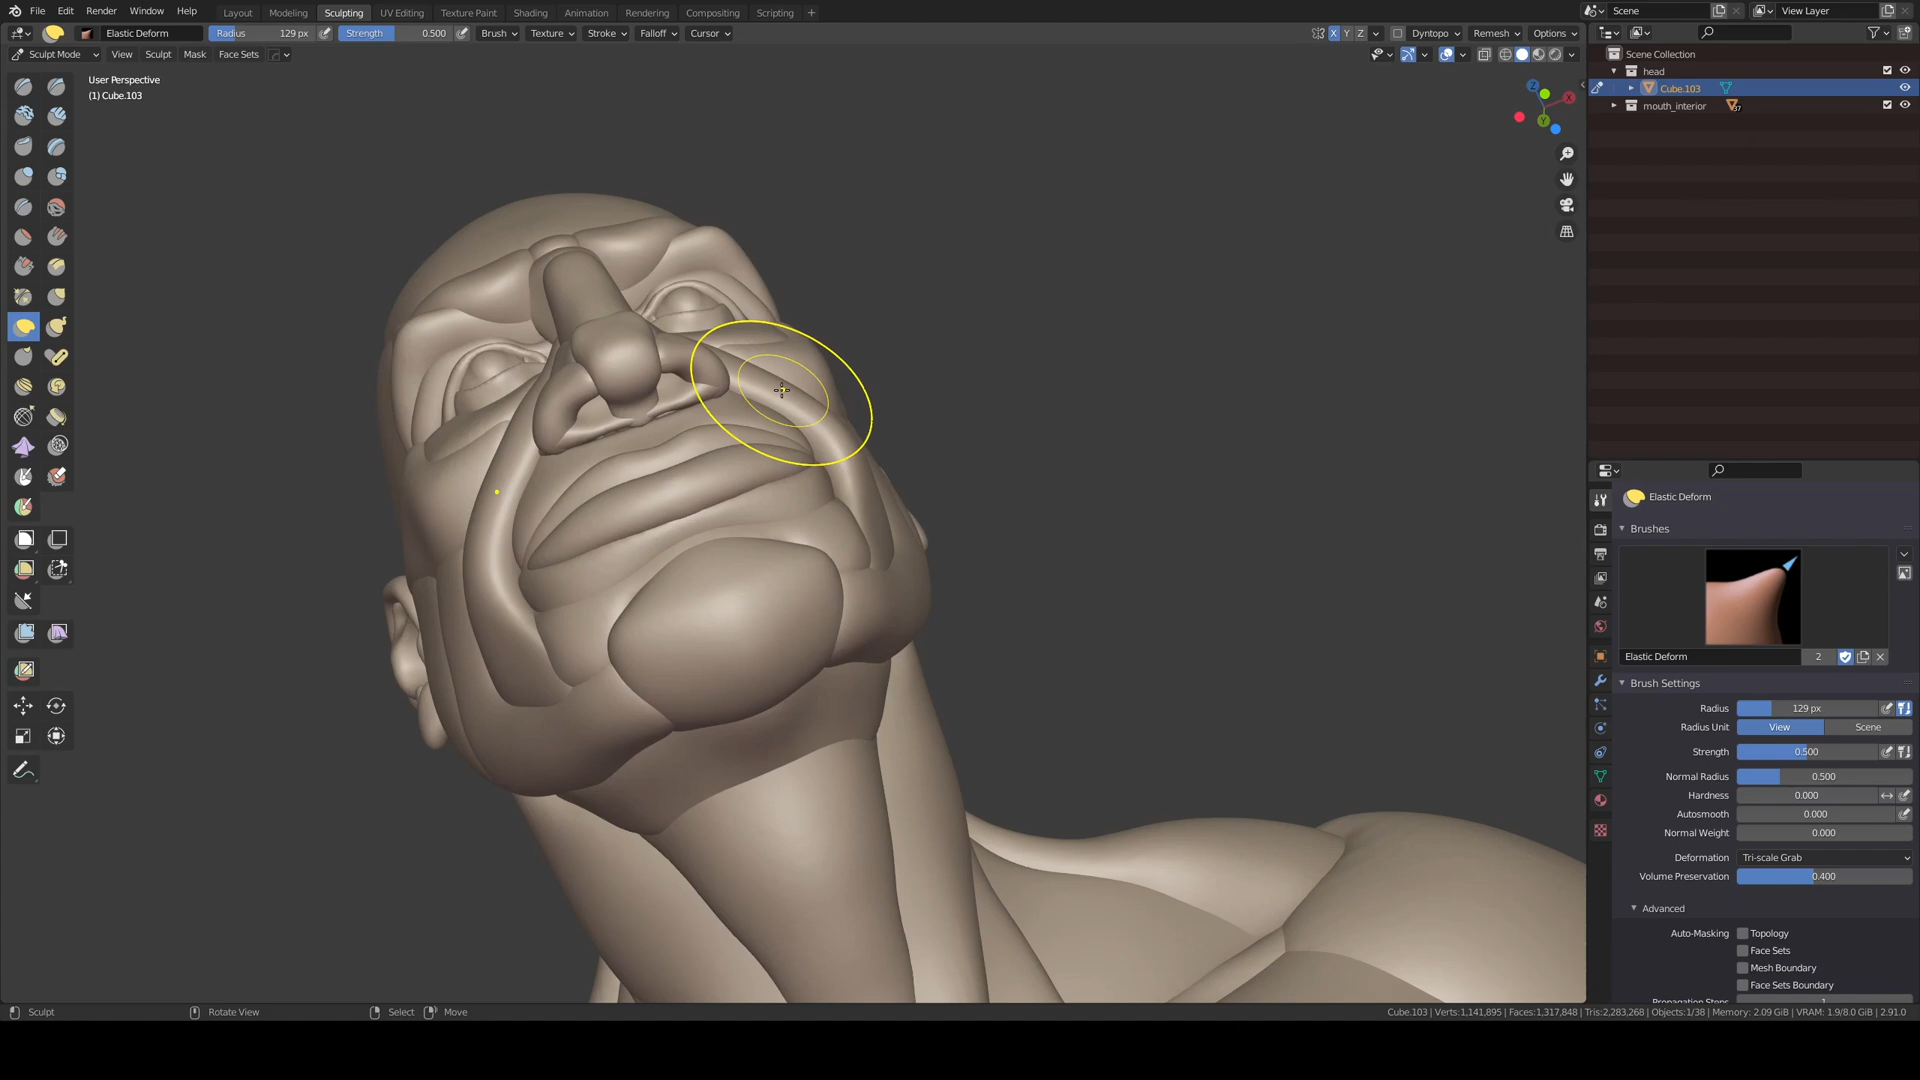 File Edit Render Window Help Layout Modeling Sculpting UV Editing Texture Paint Shading Animation Rendering Compositing Scripting + Scene View Layer
Elastic Deform Radius 129 px Strength 0.500 Brush Texture Stroke Falloff Cursor X Y Z Dyntopo Remesh Options
Sculpt Mode View Sculpt Mask Face Sets
Scene Collection
head
Cube.103
mouth_interior 37
User Perspective
(1) Cube.103
Z
X
Y
Elastic Deform
Brushes
Elastic Deform 2
Brush Settings
Radius 129 px
Radius Unit View Scene
Strength 0.500
Normal Radius 0.500
Hardness 0.000
Autosmooth 0.000
Normal Weight 0.000
Deformation Tri-scale Grab
Volume Preservation 0.400
Advanced
Auto-Masking Topology
Face Sets
Mesh Boundary
Face Sets Boundary
Propagation Steps 1
Sculpt Rotate View Select Move Cube.103 | Verts:1,141,895 | Faces:1,317,848 | Tris:2,283,268 | Objects:1/38 | Memory: 2.09 GiB | VRAM: 1.9/8.0 GiB | 2.91.0